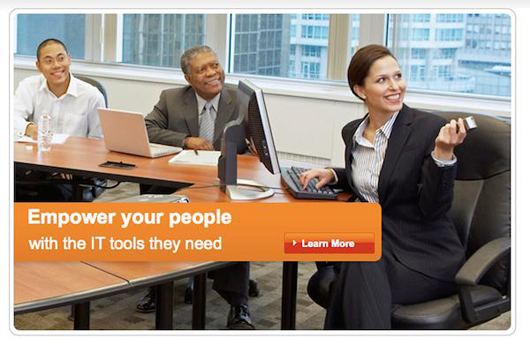 Empower your people
with the IT tools they need
Learn More